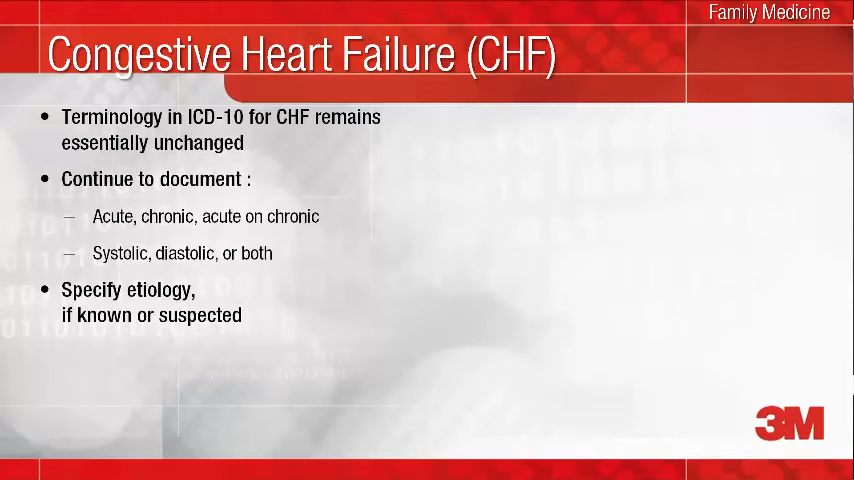 Family Medicine
Congestive Heart Failure (CHF)
• Terminology in ICD-10 for CHF remains
essentially unchanged
• Continue to document :
— Acute, chronic, acute on chronic
— Systolic, diastolic, or both
• Specify etiology,
if known or suspected
3M